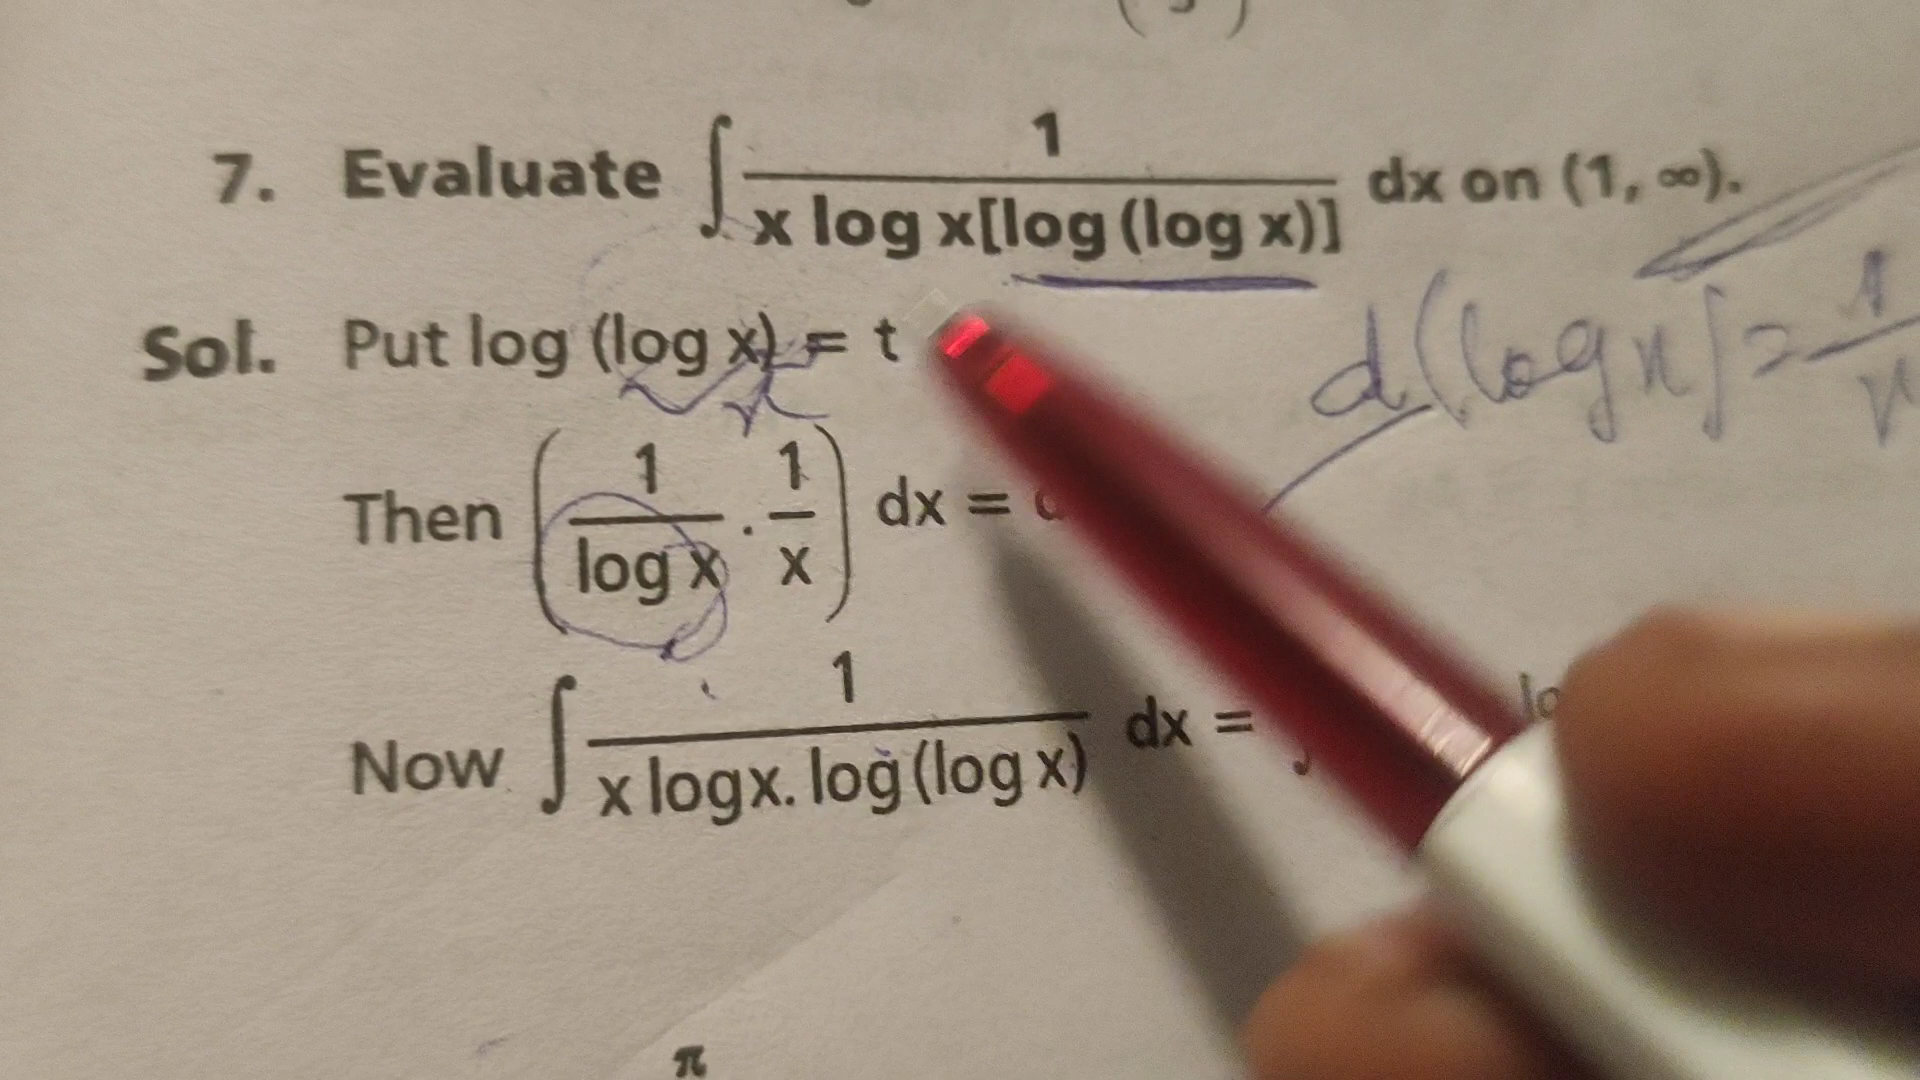 7. Evaluate ∫ 1 / (x log x[log (log x)]) dx on (1, ∞).
Sol. Put log (log x) = t
d(log x) = 1/x
Then (1/(log x) · 1/x) dx =
Now ∫ 1 / (x logx. log (log x)) dx = ∫
π